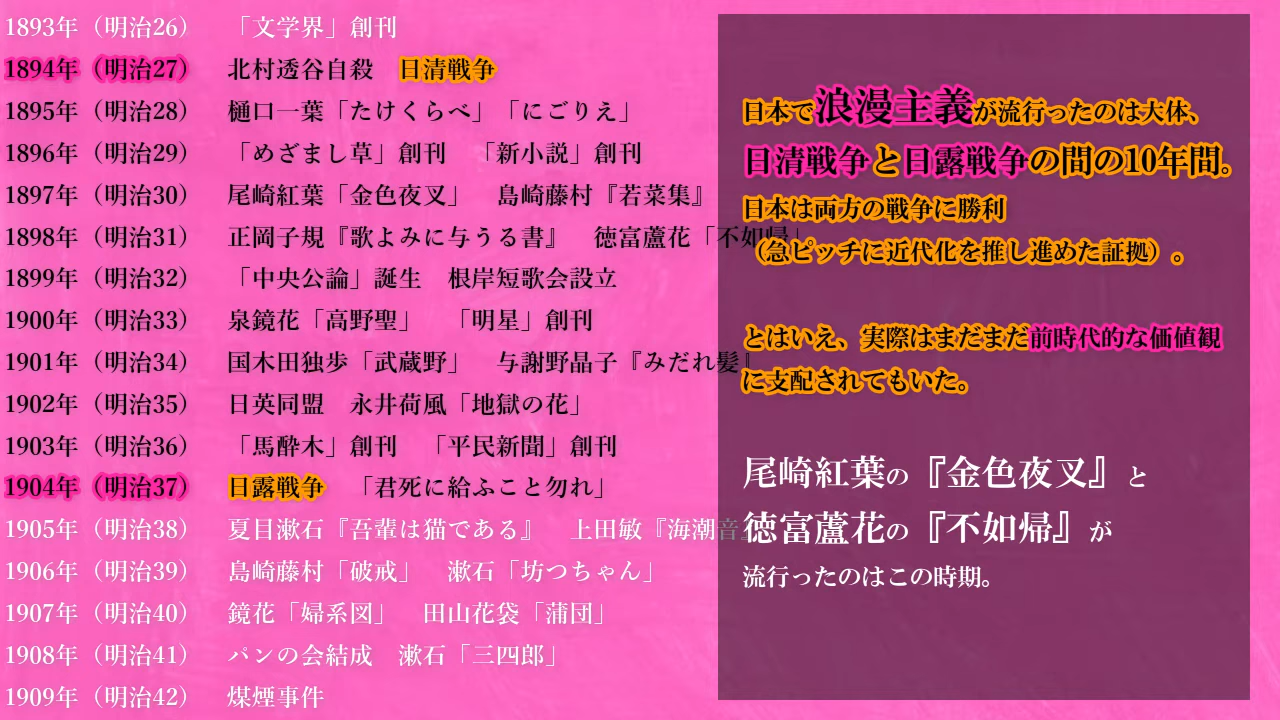 1893年（明治26）　「文学界」創刊
1894年（明治27）　北村透谷自殺　日清戦争
1895年（明治28）　樋口一葉「たけくらべ」「にごりえ」
1896年（明治29）　「めざまし草」創刊　「新小説」創刊
1897年（明治30）　尾崎紅葉「金色夜叉」　島崎藤村『若菜集』
1898年（明治31）　正岡子規『歌よみに与うる書』　徳富蘆花「不如帰」
1899年（明治32）　「中央公論」誕生　根岸短歌会設立
1900年（明治33）　泉鏡花「高野聖」　「明星」創刊
1901年（明治34）　国木田独歩「武蔵野」　与謝野晶子『みだれ髪』
1902年（明治35）　日英同盟　永井荷風「地獄の花」
1903年（明治36）　「馬酔木」創刊　「平民新聞」創刊
1904年（明治37）　日露戦争　「君死に給ふこと勿れ」
1905年（明治38）　夏目漱石『吾輩は猫である』　上田敏『海潮音』
1906年（明治39）　島崎藤村「破戒」　漱石「坊つちゃん」
1907年（明治40）　鏡花「婦系図」　田山花袋「蒲団」
1908年（明治41）　パンの会結成　漱石「三四郎」
1909年（明治42）　煤煙事件
日本で浪漫主義が流行ったのは大体、
日清戦争と日露戦争の間の10年間。
日本は両方の戦争に勝利
（急ピッチに近代化を推し進めた証拠）。
とはいえ、実際はまだまだ前時代的な価値観
に支配されてもいた。
尾崎紅葉の『金色夜叉』と
徳富蘆花の『不如帰』が
流行ったのはこの時期。